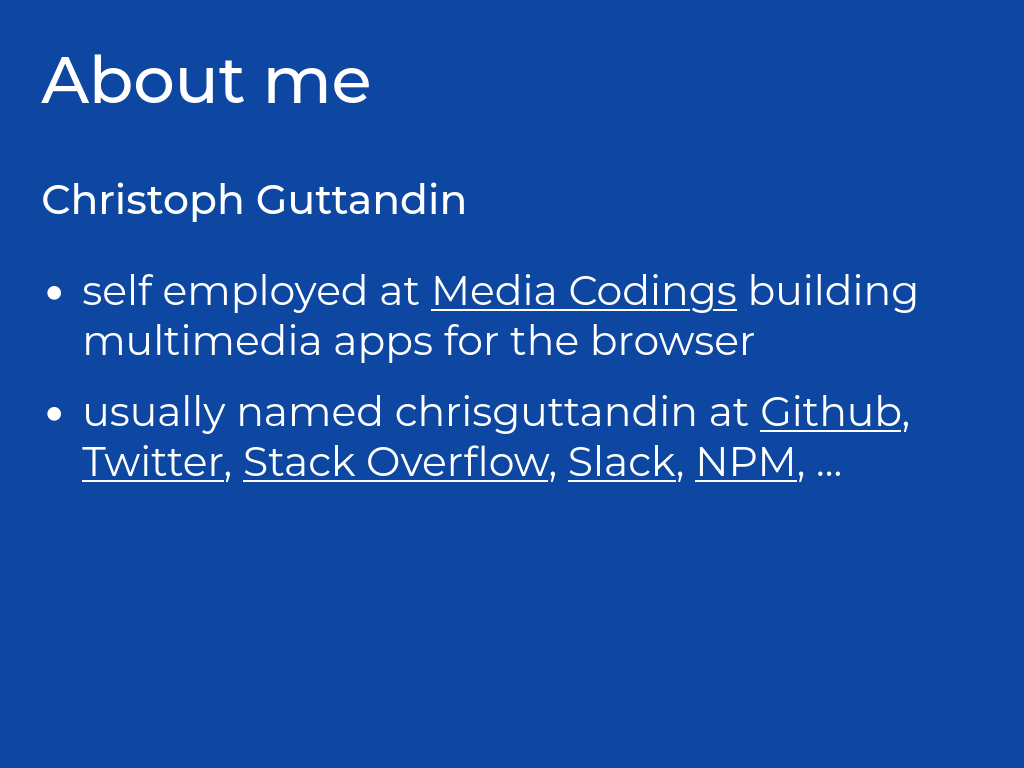 About me
Christoph Guttandin
• self employed at Media Codings building
multimedia apps for the browser
• usually named chrisguttandin at Github,
Twitter, Stack Overflow, Slack, NPM, ...